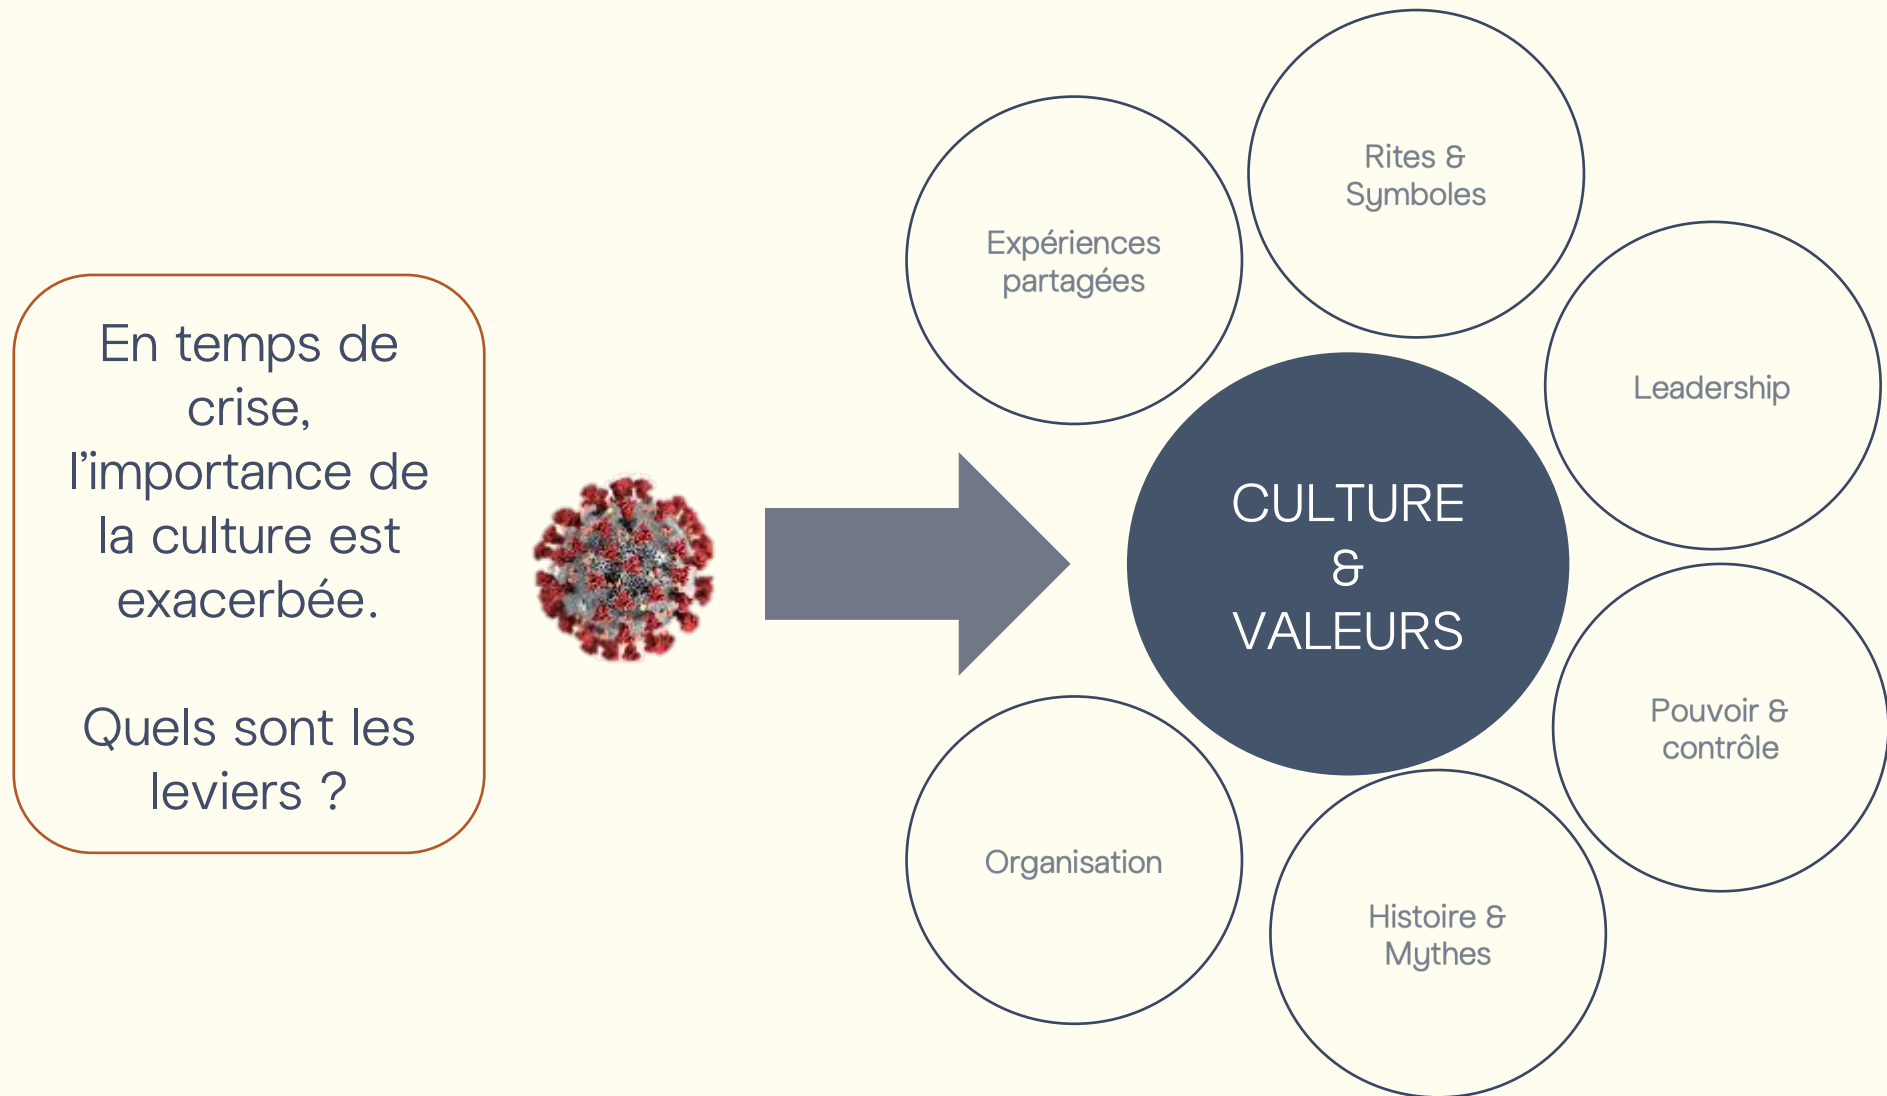 En temps de
crise,
l’importance de
la culture est
exacerbée.
Quels sont les
leviers ?
Expériences
partagées
Rites &
Symboles
Leadership
CULTURE
&
VALEURS
Pouvoir &
contrôle
Histoire &
Mythes
Organisation